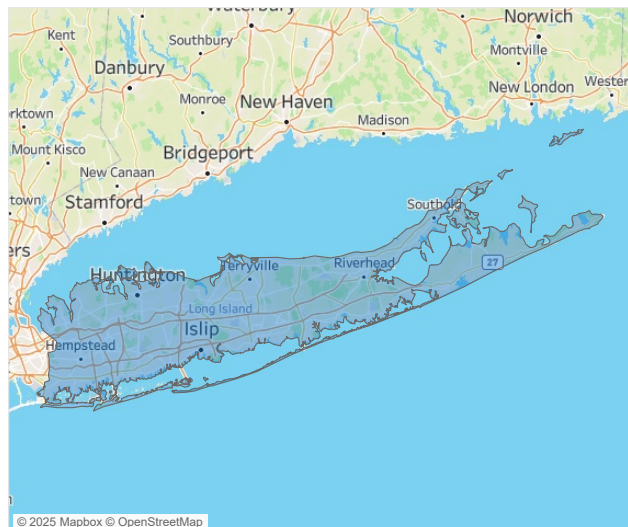 Waterbury
Norwich
Kent
Southbury
Montville
Danbury
New London
Wester
Monroe
New Haven
Madison
rktown
Mount Kisco
Bridgeport
New Canaan
town
Stamford
Southold
ers
Riverhead
Terryville
27
Huntington
Long Island
Islip
Hempstead
© 2025 Mapbox © OpenStreetMap